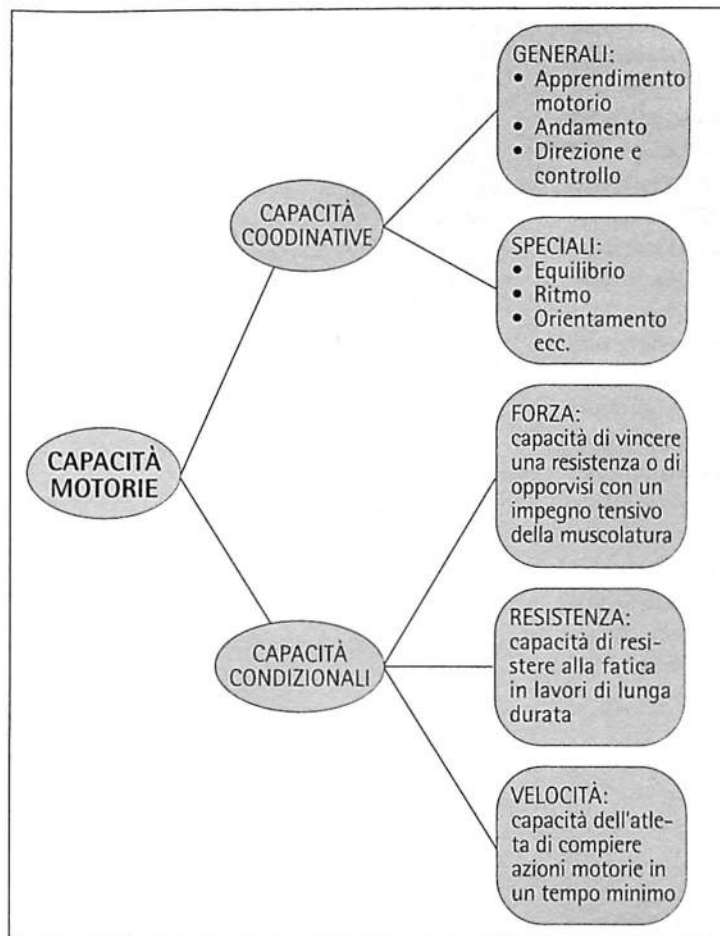 GENERALI:
• Apprendimento
motorio
• Andamento
• Direzione e
controllo
CAPACITÀ
COODINATIVE
SPECIALI:
• Equilibrio
• Ritmo
• Orientamento
ecc.
CAPACITÀ
MOTORIE
FORZA:
capacità di vincere
una resistenza o di
opporvisi con un
impegno tensivo
della muscolatura
CAPACITÀ
CONDIZIONALI
RESISTENZA:
capacità di resi-
stere alla fatica
in lavori di lunga
durata
VELOCITÀ:
capacità dell'atle-
ta di compiere
azioni motorie in
un tempo minimo